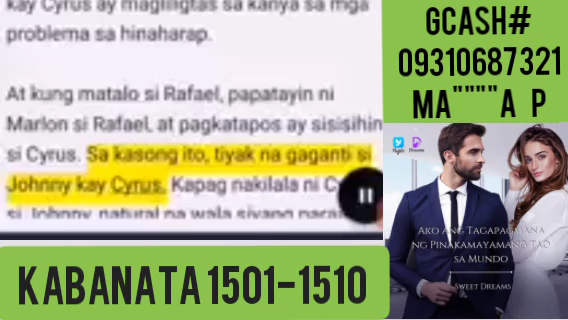 kay Cyrus ay magliligtas sa kanya sa mga
problema sa hinaharap.
At kung matalo si Rafael, papatayin ni
Marlon si Rafael, at pagkatapos ay sisisihin
si Cyrus. Sa kasong ito, tiyak na gaganti si
Johnny kay Cyrus. Kapag nakilala ni
si Johnny, natural na wala siyang
GCASH#
09310687321
MA""""A P
Dreams
AKO ANG TAGAPAGMANA
NG PINAKAMAYAMANG TAO
SA MUNDO
SWEET DREAMS
KABANATA 1501-1510